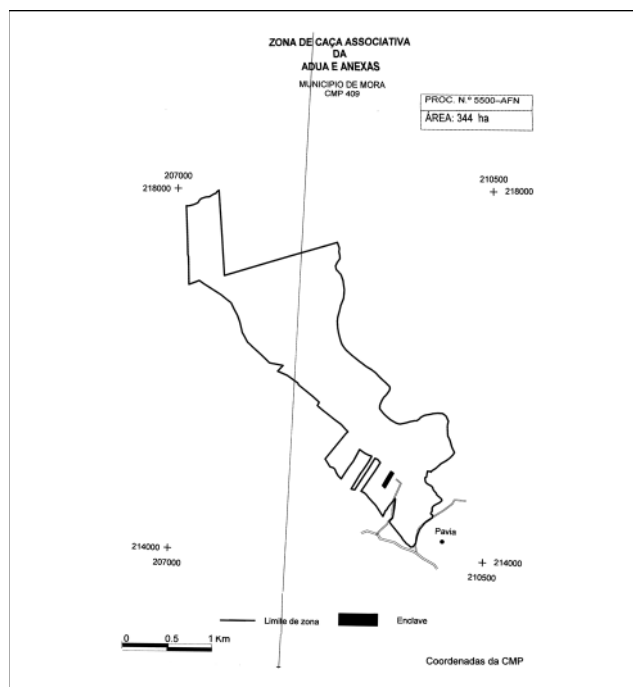 ZONA DE CAÇA ASSOCIATIVA
DA
ADUA E ANEXAS
MUNICIPIO DE MORA
CMP 409
PROC. N.º 5500–AFN
ÁREA: 344 ha
207000
218000
210500
218000
Pavia
214000
207000
214000
210500
Limite de zona
Enclave
0 0.5 1 Km
Coordenadas da CMP